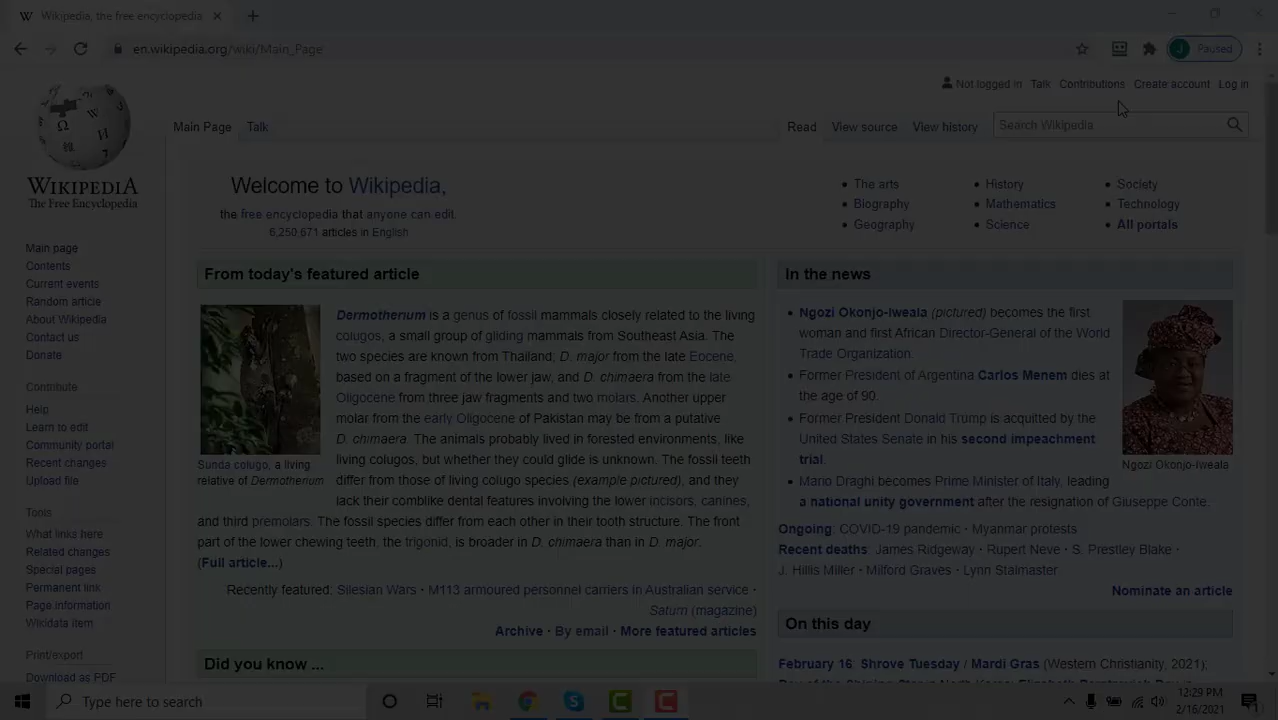 Wikipedia, the free encyclopedia
en.wikipedia.org/wiki/Main_Page
J Paused
Not logged in Talk Contributions Create account Log in
Main Page Talk Read View source View history Search Wikipedia
WIKIPEDIA
The Free Encyclopedia
Main page
Contents
Current events
Random article
About Wikipedia
Contact us
Donate
Contribute
Help
Learn to edit
Community portal
Recent changes
Upload file
Tools
What links here
Related changes
Special pages
Permanent link
Page information
Wikidata item
Print/export
Download as PDF
Welcome to Wikipedia,
the free encyclopedia that anyone can edit.
6,250,671 articles in English
The arts
Biography
Geography
History
Mathematics
Science
Society
Technology
All portals
From today's featured article
Sunda colugo, a living
relative of Dermotherium
Dermotherium is a genus of fossil mammals closely related to the living
colugos, a small group of gliding mammals from Southeast Asia. The
two species are known from Thailand; D. major from the late Eocene,
based on a fragment of the lower jaw, and D. chimaera from the late
Oligocene from three jaw fragments and two molars. Another upper
molar from the early Oligocene of Pakistan may be from a putative
D. chimaera. The animals probably lived in forested environments, like
living colugos, but whether they could glide is unknown. The fossil teeth
differ from those of living colugo species (example pictured), and they
lack their comblike dental features involving the lower incisors, canines,
and third premolars. The fossil species differ from each other in their tooth structure. The front
part of the lower chewing teeth, the trigonid, is broader in D. chimaera than in D. major.
(Full article...)
Recently featured: Silesian Wars · M113 armoured personnel carriers in Australian service ·
Saturn (magazine)
Archive · By email · More featured articles
Did you know ...
In the news
Ngozi Okonjo-Iweala (pictured) becomes the first
woman and first African Director-General of the World
Trade Organization.
Former President of Argentina Carlos Menem dies at
the age of 90.
Former President Donald Trump is acquitted by the
United States Senate in his second impeachment
trial.
Mario Draghi becomes Prime Minister of Italy, leading
a national unity government after the resignation of Giuseppe Conte.
Ngozi Okonjo-Iweala
Ongoing: COVID-19 pandemic · Myanmar protests
Recent deaths: James Ridgeway · Rupert Neve · S. Prestley Blake ·
J. Hillis Miller · Milford Graves · Lynn Stalmaster
Nominate an article
On this day
February 16: Shrove Tuesday / Mardi Gras (Western Christianity, 2021);
Type here to search
12:29 PM
2/16/2021